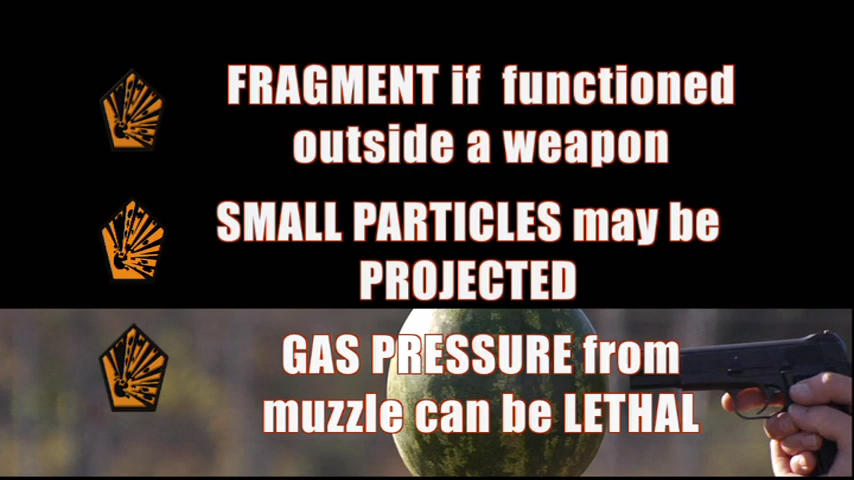 FRAGMENT if functioned
outside a weapon
SMALL PARTICLES may be
PROJECTED
GAS PRESSURE from
muzzle can be LETHAL